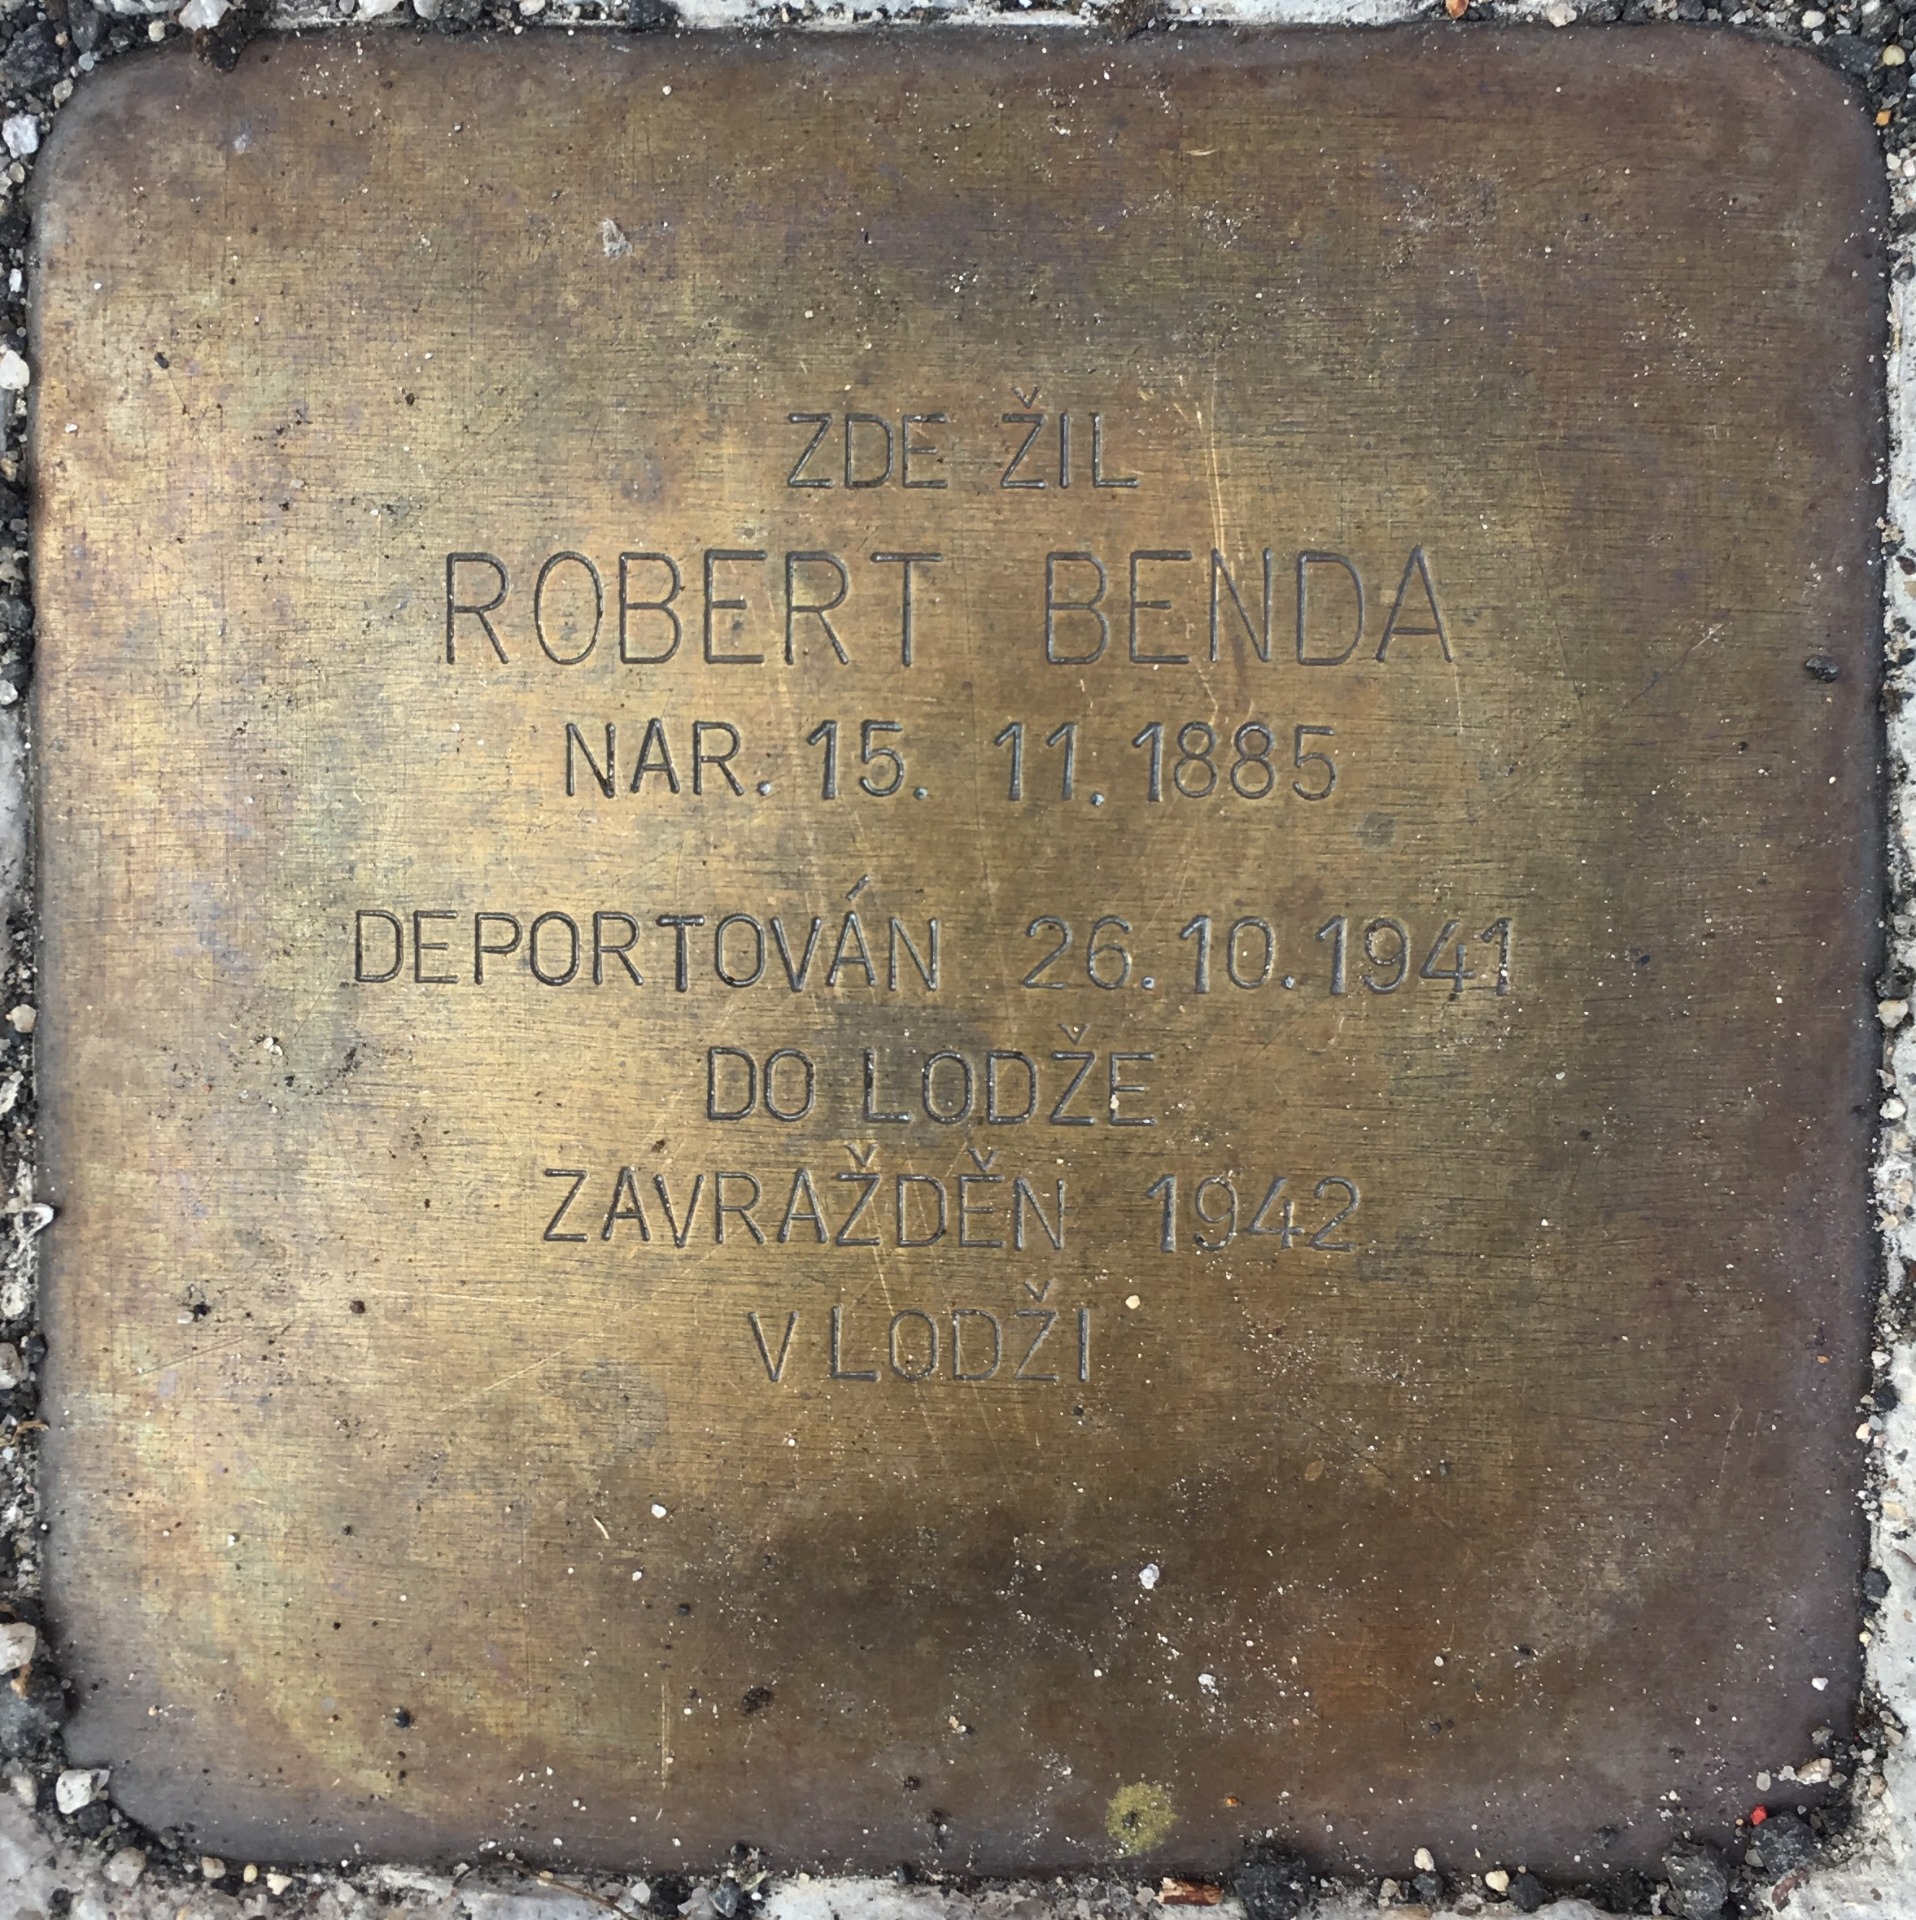 ZDE ŽIL
ROBERT BENDA
NAR. 15. 11.1885
DEPORTOVÁN 26.10.1941
DO LODŽE
ZAVRAŽDĚN 1942
V LODŽI